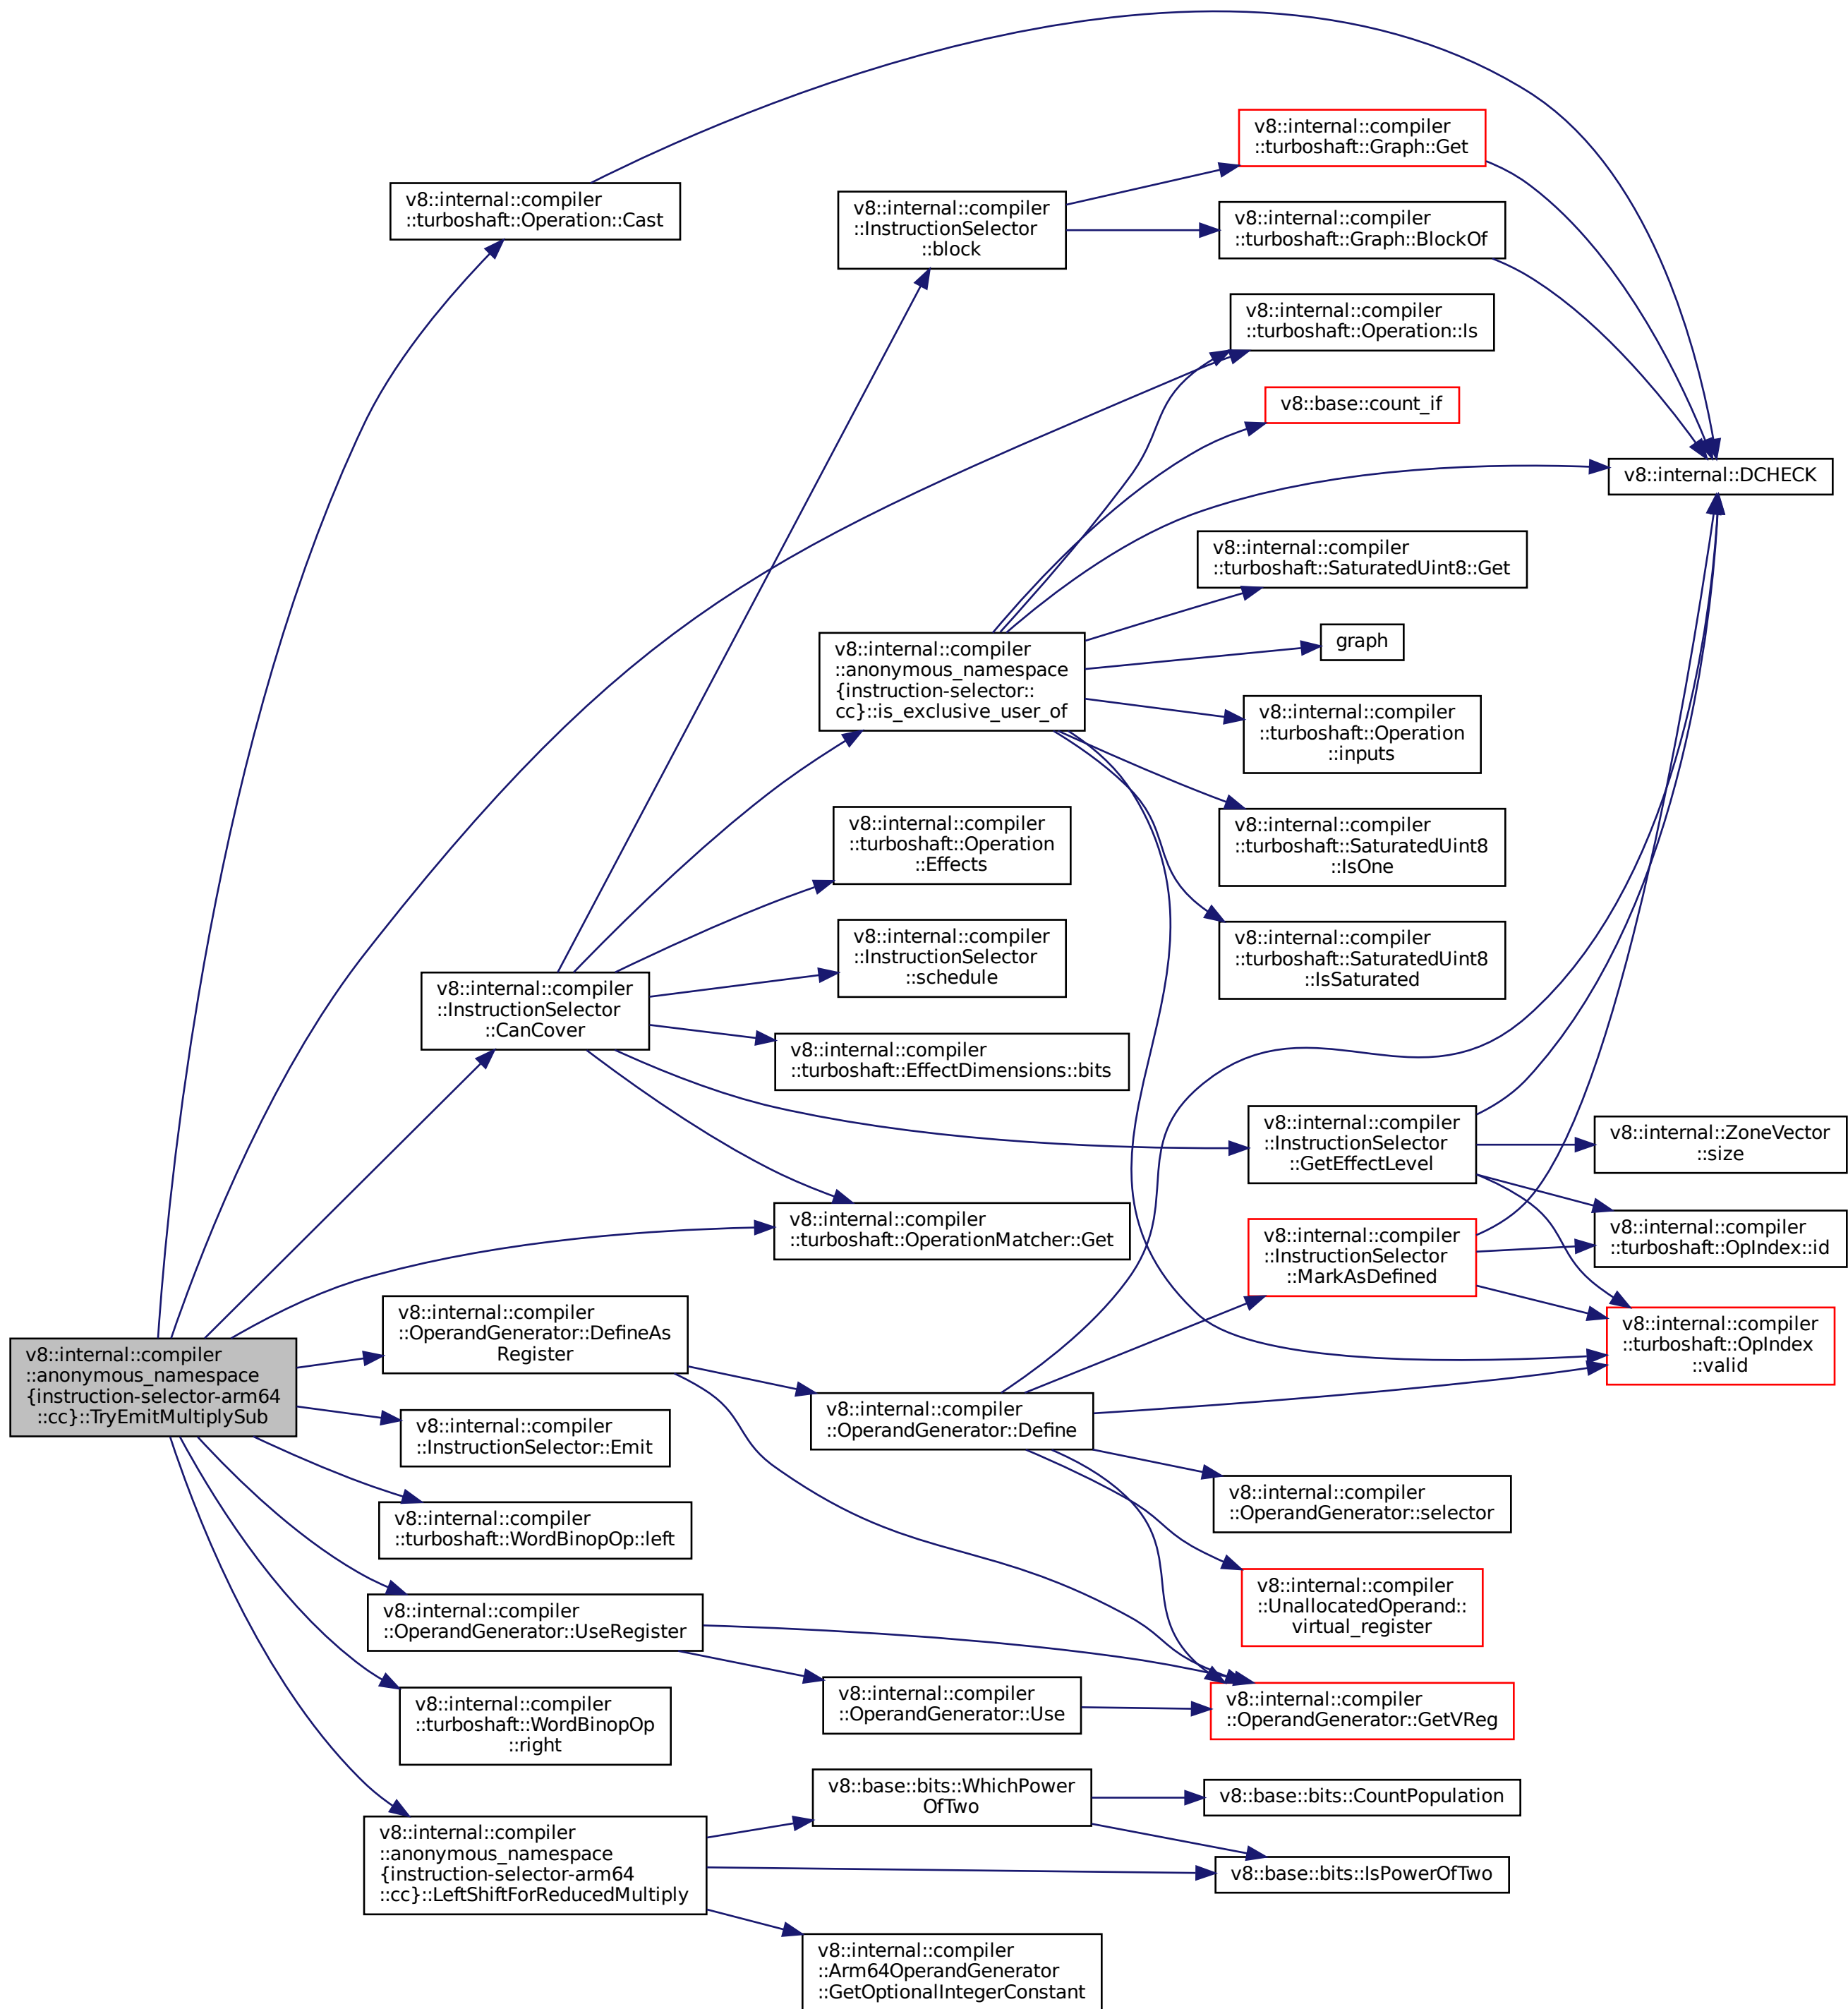 v8::internal::compiler
::turboshaft::Graph::Get
v8::internal::compiler
::turboshaft::Operation::Cast
v8::internal::compiler
::InstructionSelector
::block
v8::internal::compiler
::turboshaft::Graph::BlockOf
v8::internal::compiler
::turboshaft::Operation::Is
v8::base::count_if
v8::internal::DCHECK
v8::internal::compiler
::turboshaft::SaturatedUint8::Get
v8::internal::compiler
::anonymous_namespace
{instruction-selector::
cc}::is_exclusive_user_of
graph
v8::internal::compiler
::turboshaft::Operation
::inputs
v8::internal::compiler
::turboshaft::Operation
::Effects
v8::internal::compiler
::turboshaft::SaturatedUint8
::IsOne
v8::internal::compiler
::InstructionSelector
::schedule
v8::internal::compiler
::turboshaft::SaturatedUint8
::IsSaturated
v8::internal::compiler
::InstructionSelector
::CanCover
v8::internal::compiler
::turboshaft::EffectDimensions::bits
v8::internal::compiler
::InstructionSelector
::GetEffectLevel
v8::internal::ZoneVector
::size
v8::internal::compiler
::turboshaft::OperationMatcher::Get
v8::internal::compiler
::InstructionSelector
::MarkAsDefined
v8::internal::compiler
::turboshaft::OpIndex::id
v8::internal::compiler
::OperandGenerator::DefineAs
Register
v8::internal::compiler
::turboshaft::OpIndex
::valid
v8::internal::compiler
::anonymous_namespace
{instruction-selector-arm64
::cc}::TryEmitMultiplySub
v8::internal::compiler
::OperandGenerator::Define
v8::internal::compiler
::InstructionSelector::Emit
v8::internal::compiler
::OperandGenerator::selector
v8::internal::compiler
::turboshaft::WordBinopOp::left
v8::internal::compiler
::UnallocatedOperand::
virtual_register
v8::internal::compiler
::OperandGenerator::UseRegister
v8::internal::compiler
::OperandGenerator::Use
v8::internal::compiler
::OperandGenerator::GetVReg
v8::internal::compiler
::turboshaft::WordBinopOp
::right
v8::base::bits::WhichPower
OfTwo
v8::base::bits::CountPopulation
v8::internal::compiler
::anonymous_namespace
{instruction-selector-arm64
::cc}::LeftShiftForReducedMultiply
v8::base::bits::IsPowerOfTwo
v8::internal::compiler
::Arm64OperandGenerator
::GetOptionalIntegerConstant